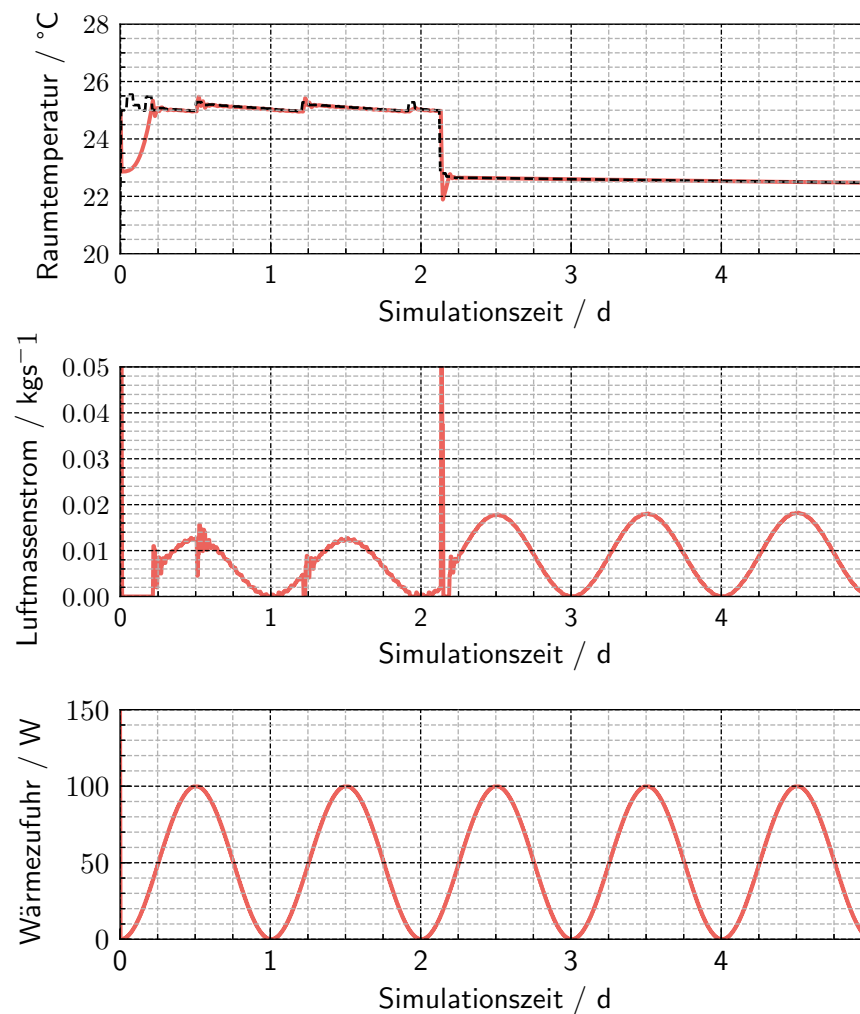 Raumtemperatur / °C
28
26
24
22
20
0 1 2 3 4
Simulationszeit / d
Luftmassenstrom / kgs−1
0.05
0.04
0.03
0.02
0.01
0.00
0 1 2 3 4
Simulationszeit / d
Wärmezufuhr / W
150
100
50
0
0 1 2 3 4
Simulationszeit / d